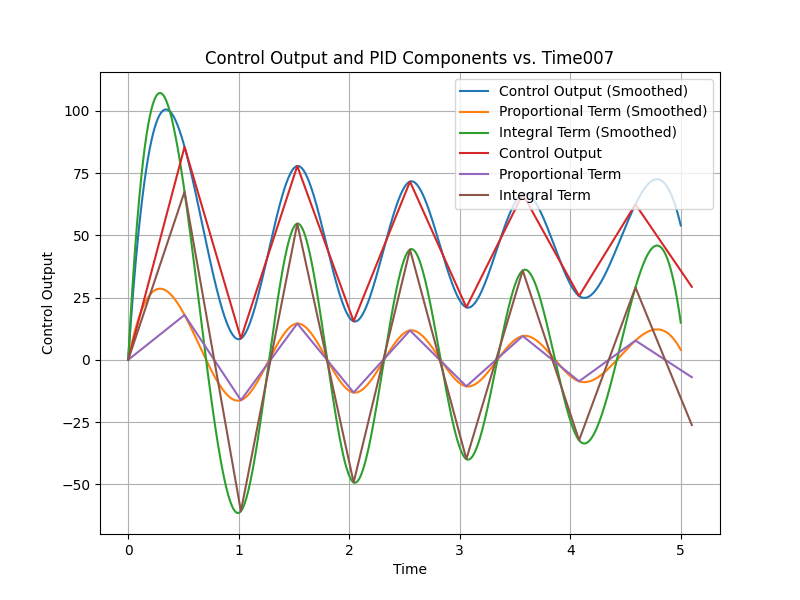 Control Output and PID Components vs. Time007
Control Output (Smoothed)
Proportional Term (Smoothed)
Integral Term (Smoothed)
Control Output
Proportional Term
Integral Term
100
75
50
25
0
−25
−50
Control Output
0 1 2 3 4 5
Time